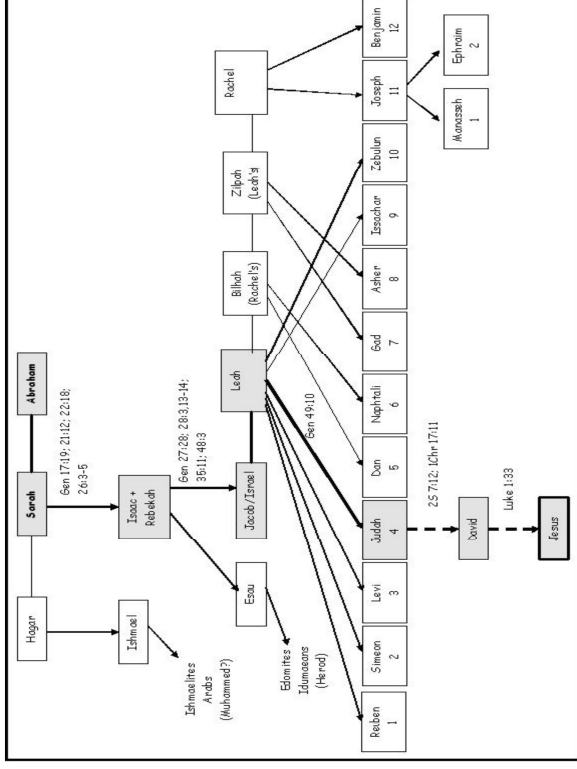 Hagar
Sarah
Abraham
Gen 17:19; 21:12; 22:18;
26:3-5
Ishmael
Isaac +
Rebekah
Ishmaelites
Arabs
(Muhammed?)
Gen 27:28; 28:3,13-14;
35:11; 48:3
Esau
Jacob/Israel
Leah
Bilhah
(Rachel's)
Zilpah
(Leah's)
Rachel
Edomites
Idumaeans
(Herod)
Gen 49:10
Reuben
1
Simeon
2
Levi
3
Judah
4
Dan
5
Naphtali
6
Gad
7
Asher
8
Issachar
9
Zebulun
10
Joseph
11
Benjamin
12
2S 7:12; 1Chr 17:11
Manasseh
1
Ephraim
2
David
Luke 1:33
Jesus